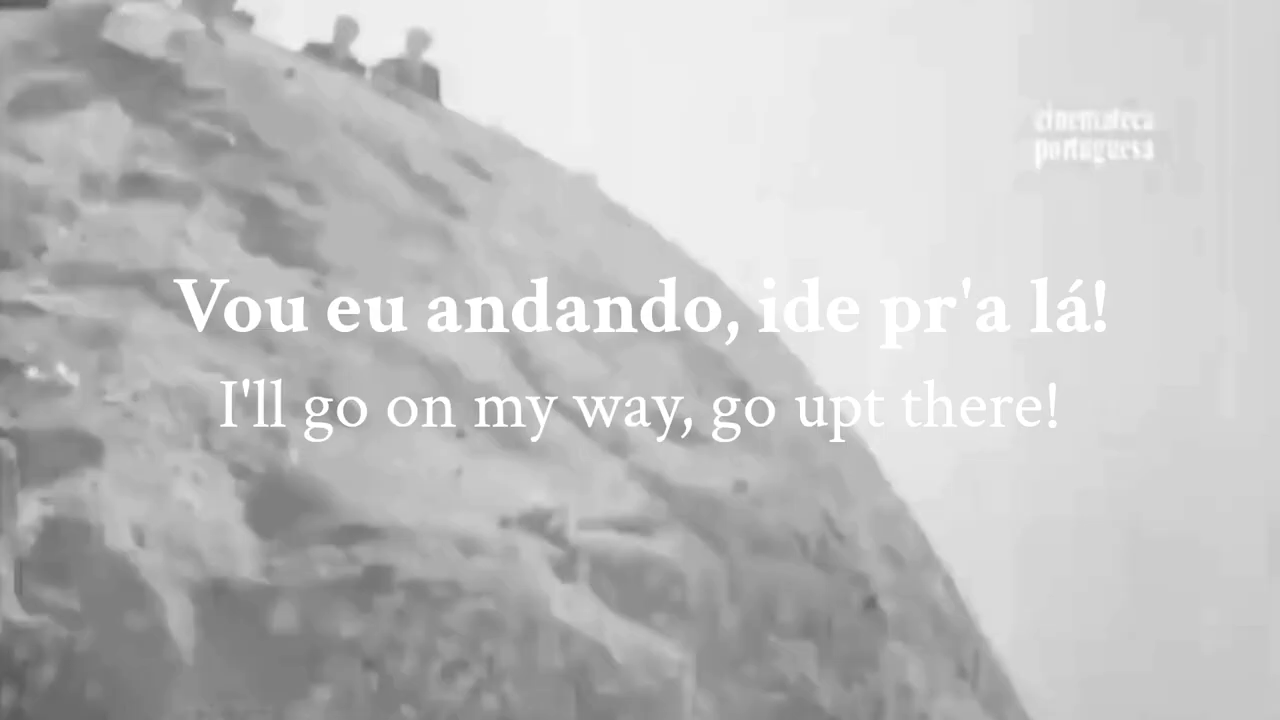 cinemateca
portuguesa
Vou eu andando, ide pr'a lá!
I'll go on my way, go upt there!